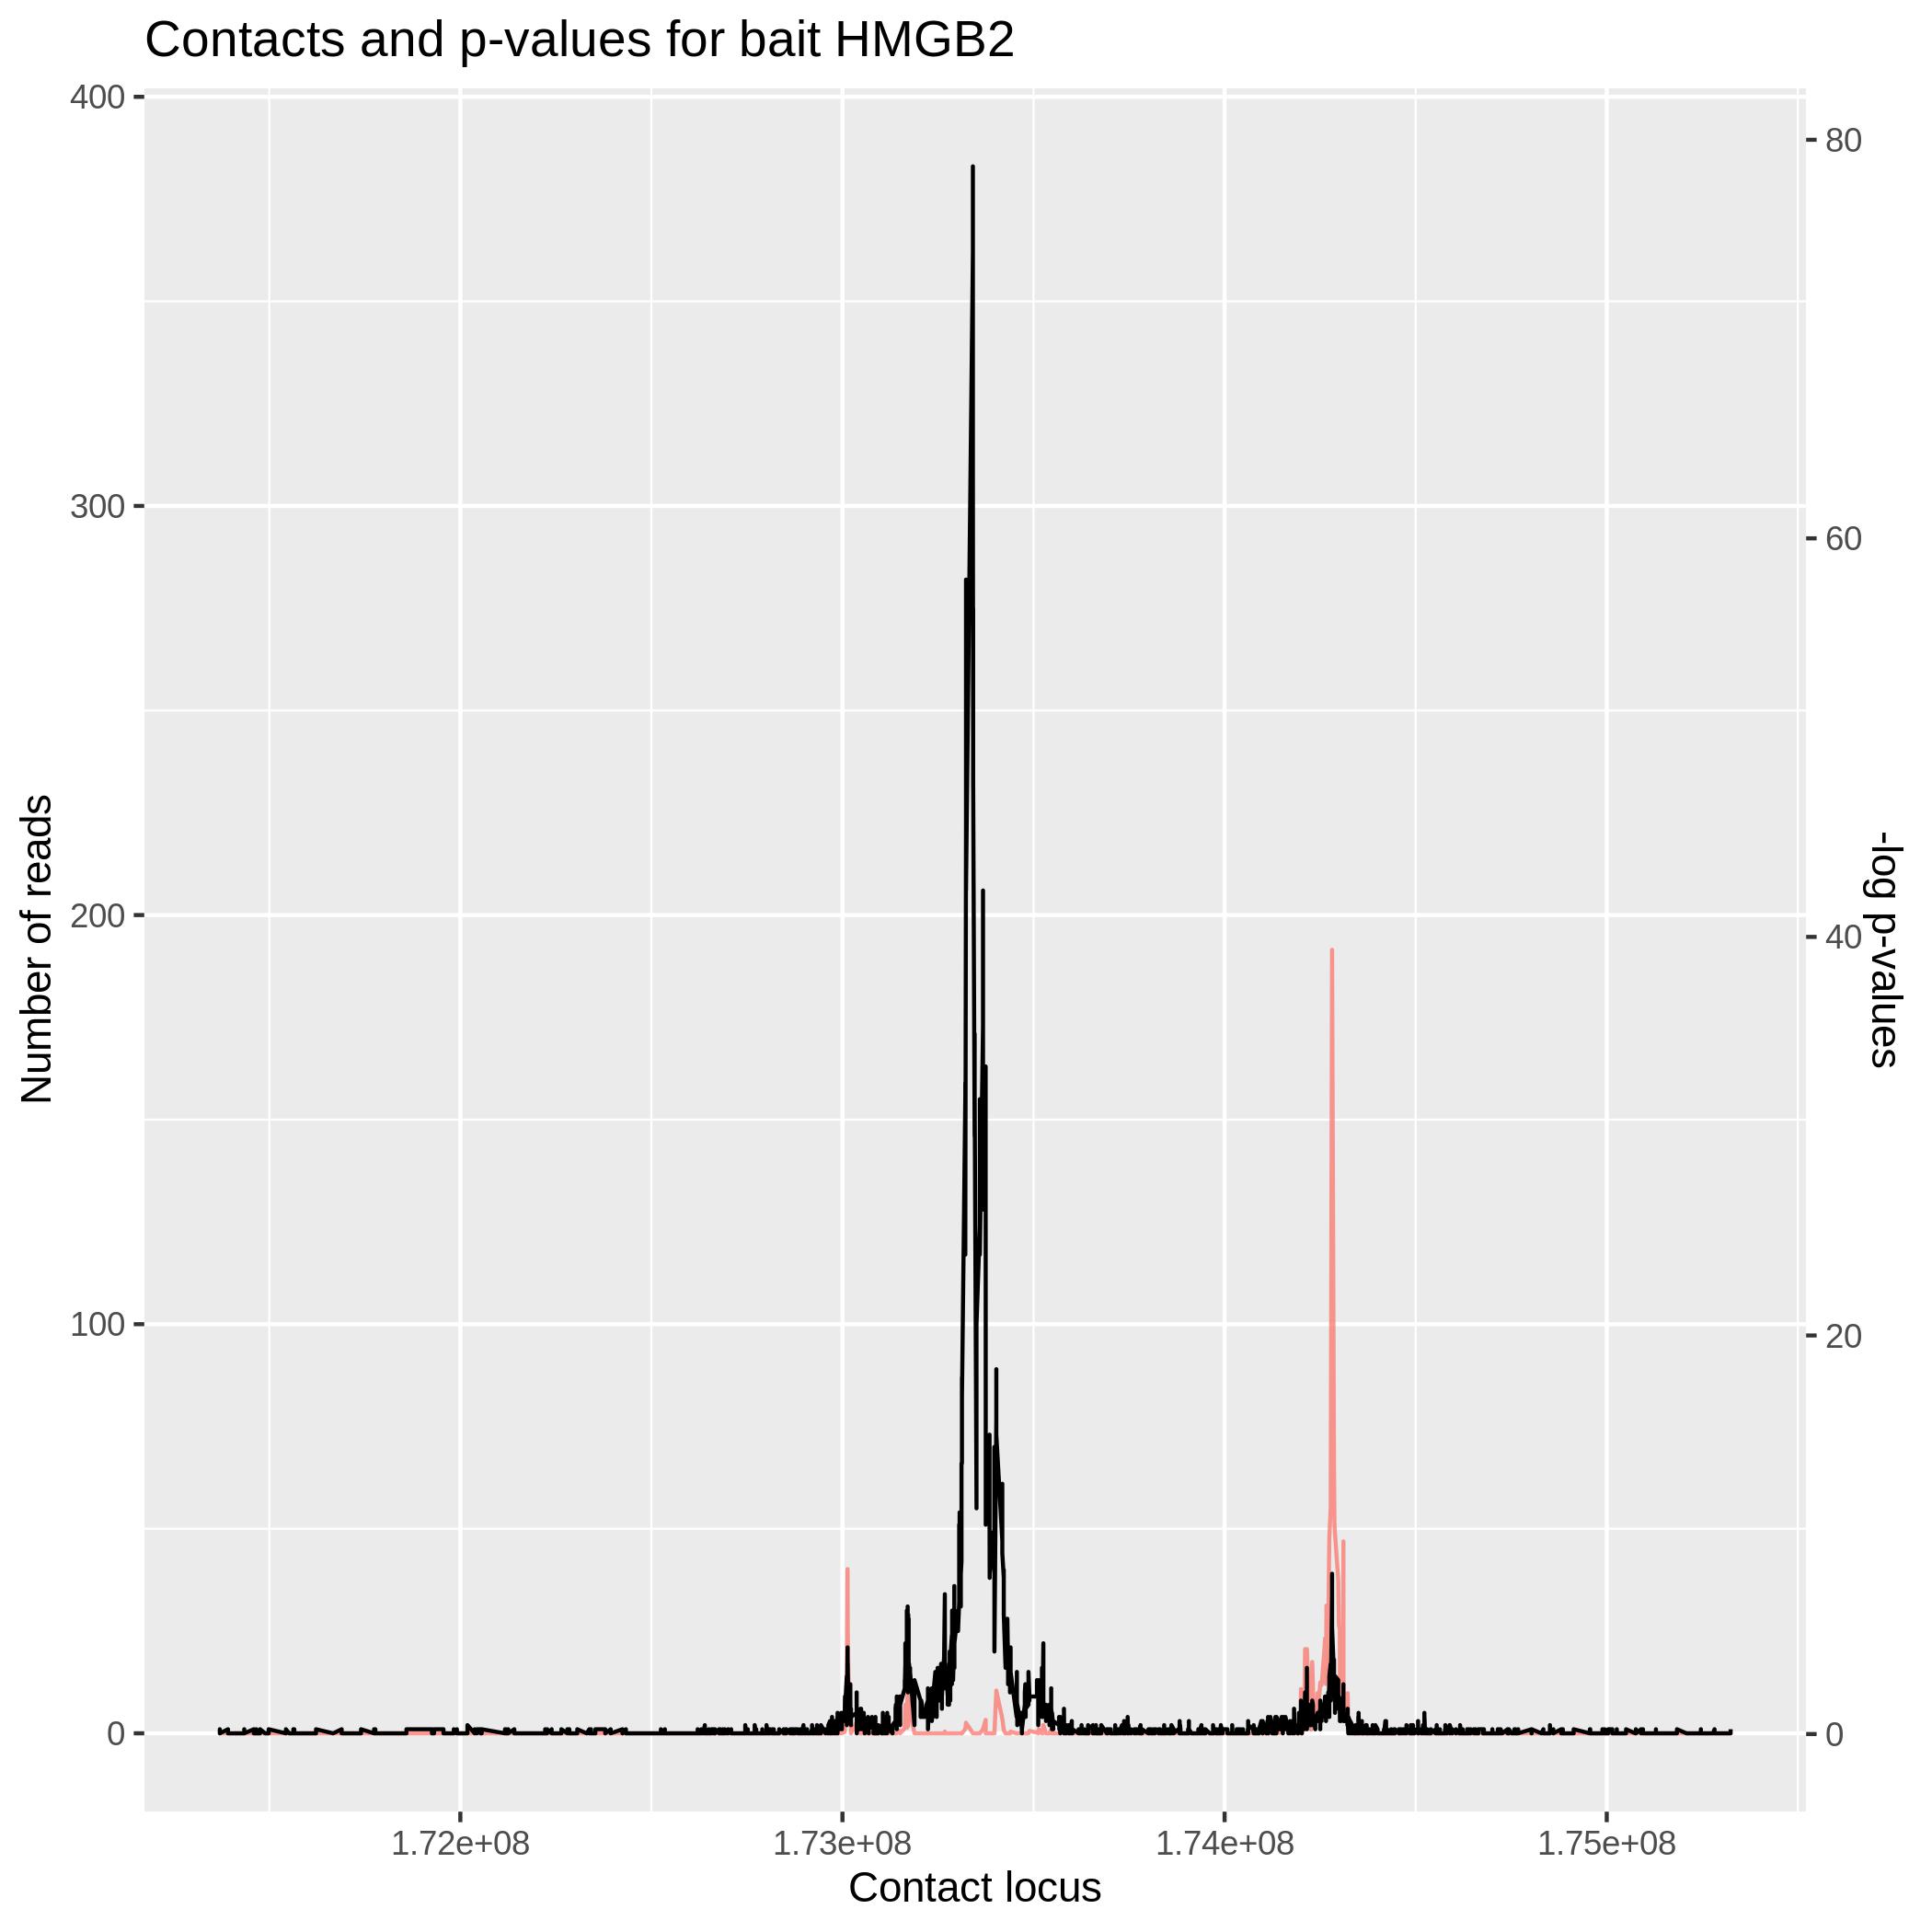 Contacts and p-values for bait HMGB2
400
300
200
100
0
Number of reads
80
60
40
20
0
-log p-values
1.72e+08 1.73e+08 1.74e+08 1.75e+08
Contact locus